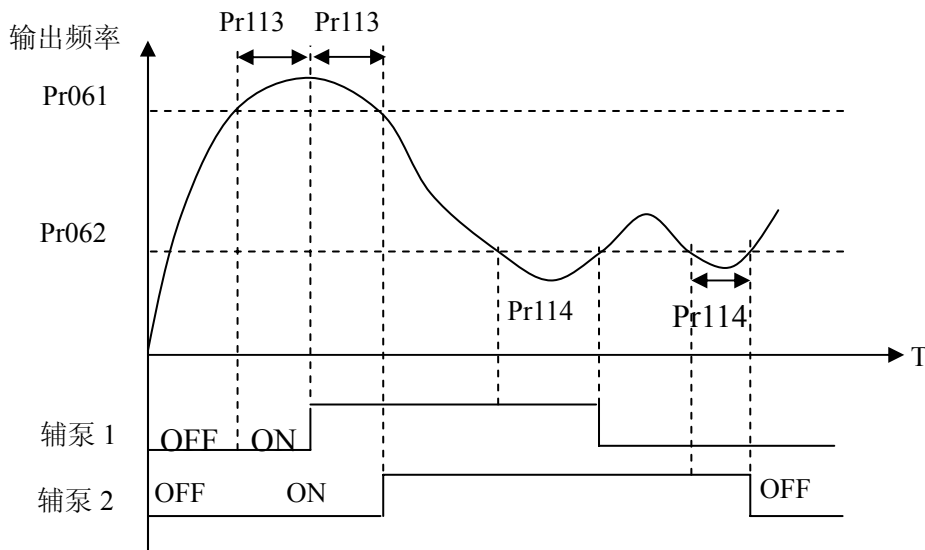 Pr113 Pr113
输出频率
Pr061
Pr062
Pr114
Pr114
T
辅泵 1
OFF ON
辅泵 2
OFF ON OFF